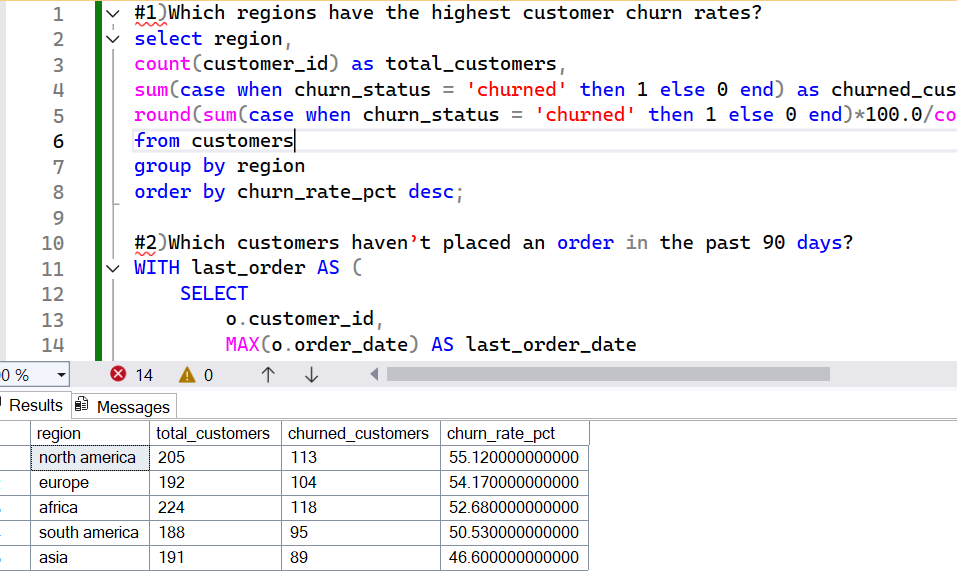 1 #1)Which regions have the highest customer churn rates?
2 select region,
3 count(customer_id) as total_customers,
4 sum(case when churn_status = 'churned' then 1 else 0 end) as churned_cus
5 round(sum(case when churn_status = 'churned' then 1 else 0 end)*100.0/co
6 from customers
7 group by region
8 order by churn_rate_pct desc;
9
10 #2)Which customers haven’t placed an order in the past 90 days?
11 WITH last_order AS (
12 SELECT
13 o.customer_id,
14 MAX(o.order_date) AS last_order_date
0 % 14 0
Results Messages
region total_customers churned_customers churn_rate_pct
north america 205 113 55.120000000000
europe 192 104 54.170000000000
africa 224 118 52.680000000000
south america 188 95 50.530000000000
asia 191 89 46.600000000000